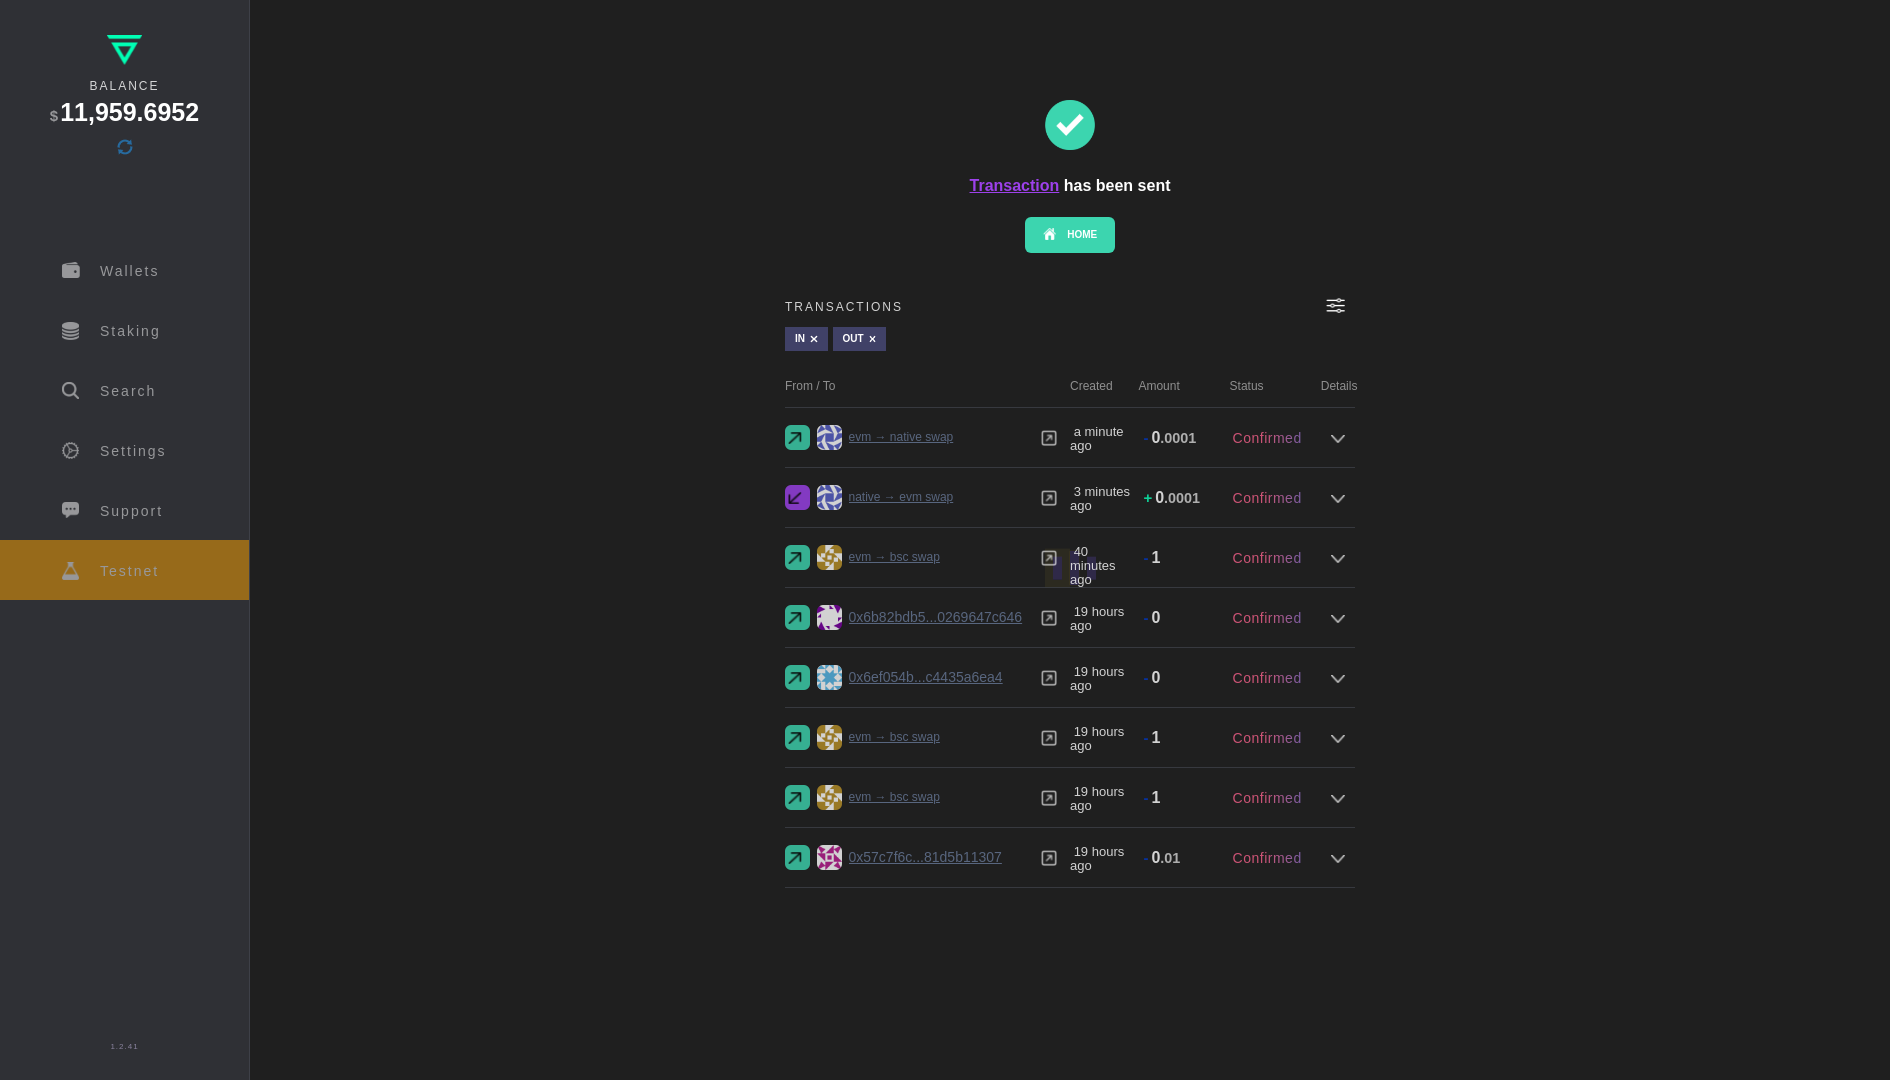 BALANCE
$11,959.6952
Wallets
Staking
Search
Settings
Support
Testnet
1.2.41
Transaction has been sent
HOME
TRANSACTIONS
IN × OUT ×
From / To Created Amount Status Details
evm → native swap a minute ago - 0.0001 Confirmed
native → evm swap 3 minutes ago + 0.0001 Confirmed
evm → bsc swap 40 minutes ago - 1 Confirmed
0x6b82bdb5...0269647c646 19 hours ago - 0 Confirmed
0x6ef054b...c4435a6ea4 19 hours ago - 0 Confirmed
evm → bsc swap 19 hours ago - 1 Confirmed
evm → bsc swap 19 hours ago - 1 Confirmed
0x57c7f6c...81d5b11307 19 hours ago - 0.01 Confirmed